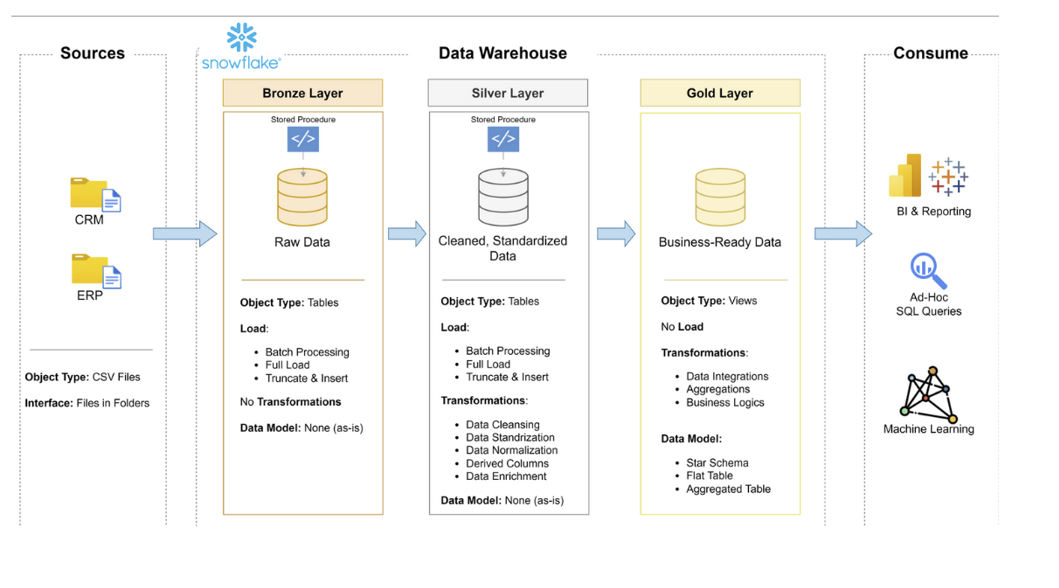 Sources
snowflake
Data Warehouse
Consume
Bronze Layer
Silver Layer
Gold Layer
Stored Procedure
</>
Stored Procedure
</>
CRM
ERP
Object Type: CSV Files
Interface: Files in Folders
Raw Data
Object Type: Tables
Load:
• Batch Processing
• Full Load
• Truncate & Insert
No Transformations
Data Model: None (as-is)
Cleaned, Standardized
Data
Object Type: Tables
Load:
• Batch Processing
• Full Load
• Truncate & Insert
Transformations:
• Data Cleansing
• Data Standrization
• Data Normalization
• Derived Columns
• Data Enrichment
Data Model: None (as-is)
Business-Ready Data
Object Type: Views
No Load
Transformations:
• Data Integrations
• Aggregations
• Business Logics
Data Model:
• Star Schema
• Flat Table
• Aggregated Table
BI & Reporting
Ad-Hoc
SQL Queries
Machine Learning